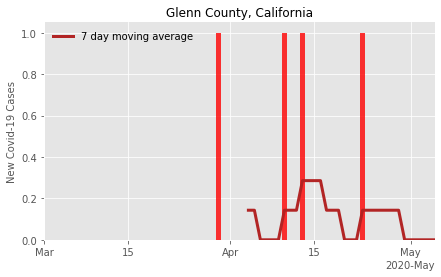 Glenn County, California
7 day moving average
New Covid-19 Cases
1.0
0.8
0.6
0.4
0.2
0.0
Mar 15 Apr 15 May
2020-May